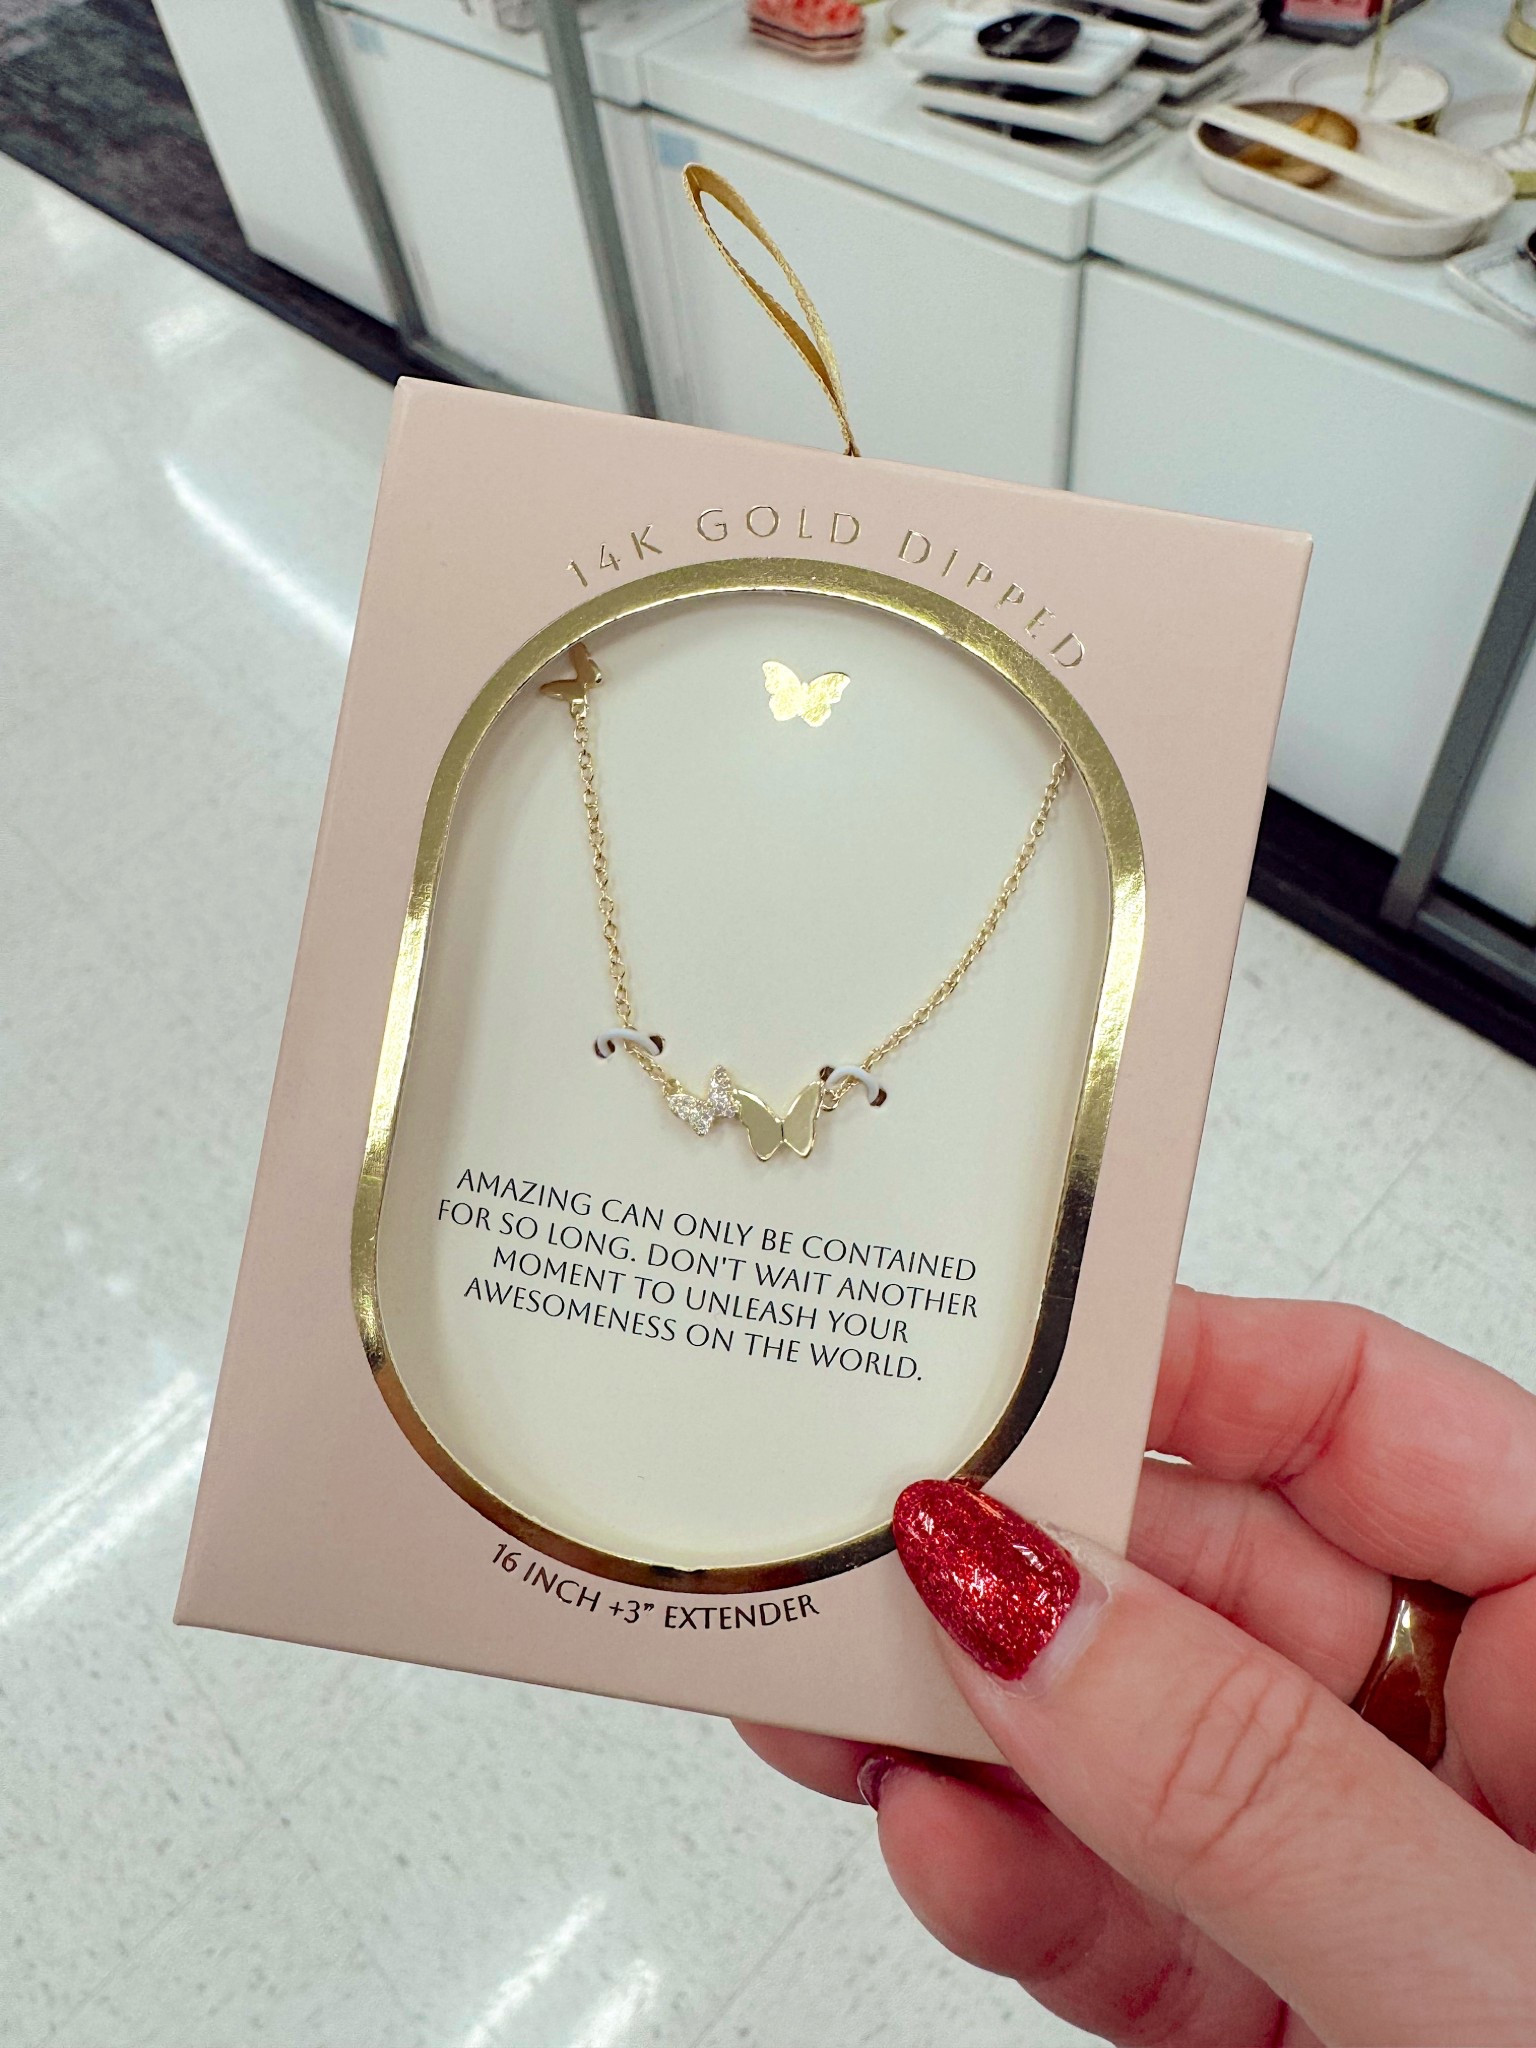 14K GOLD DIPPED
AMAZING CAN ONLY BE CONTAINED
FOR SO LONG. DON'T WAIT ANOTHER
MOMENT TO UNLEASH YOUR
AWESOMENESS ON THE WORLD.
16 INCH +3” EXTENDER